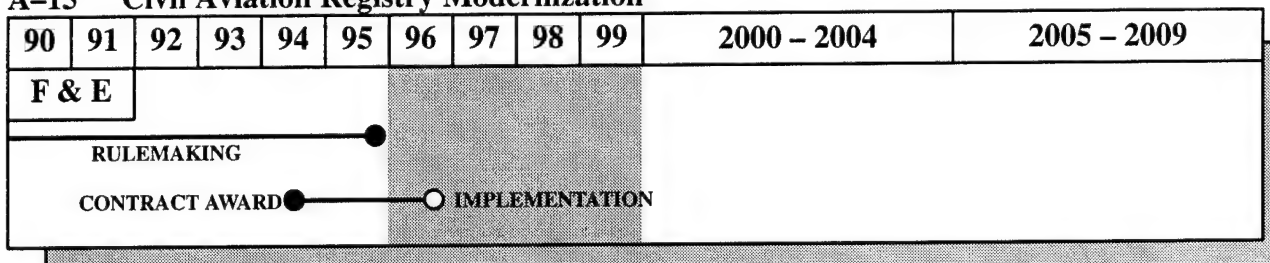 A–15 Civil Aviation Registry Modernization
90 91 92 93 94 95 96 97 98 99 2000 – 2004 2005 – 2009
F & E
RULEMAKING
CONTRACT AWARD IMPLEMENTATION